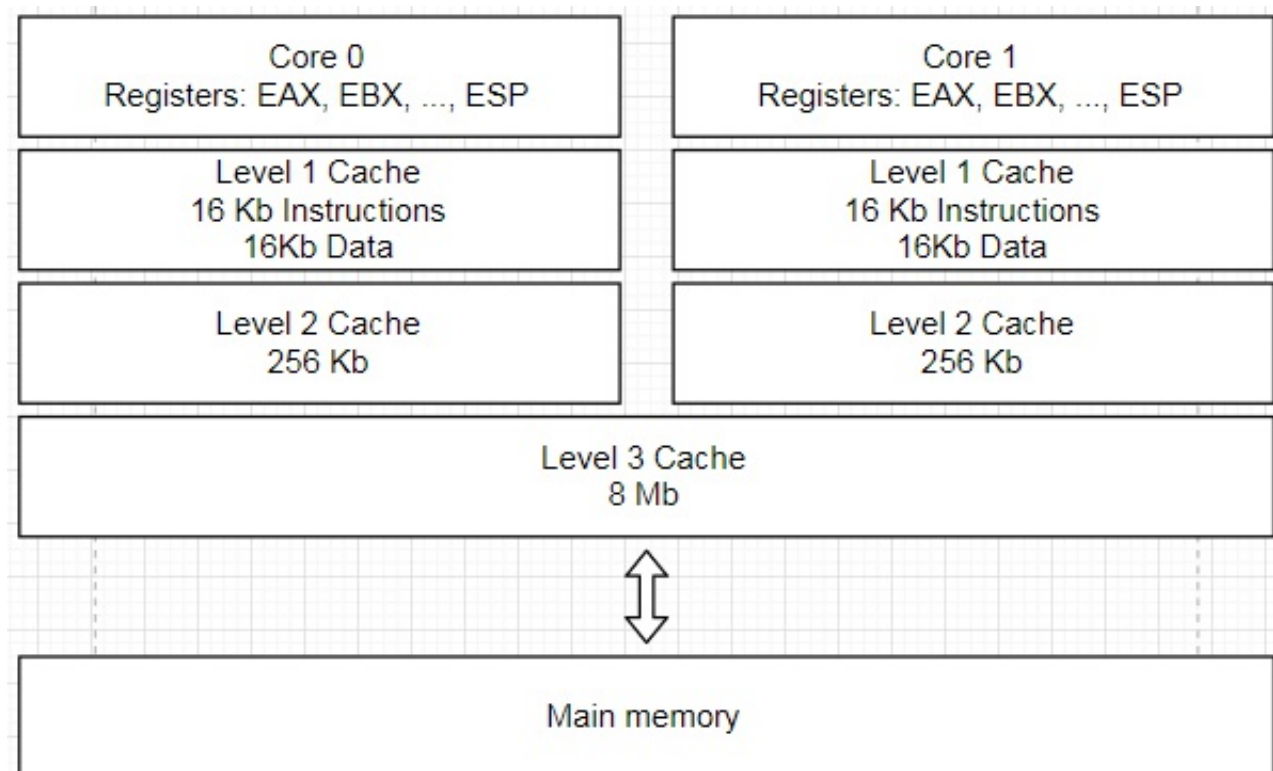 Core 0
Registers: EAX, EBX, ..., ESP
Core 1
Registers: EAX, EBX, ..., ESP
Level 1 Cache
16 Kb Instructions
16Kb Data
Level 1 Cache
16 Kb Instructions
16Kb Data
Level 2 Cache
256 Kb
Level 2 Cache
256 Kb
Level 3 Cache
8 Mb
Main memory